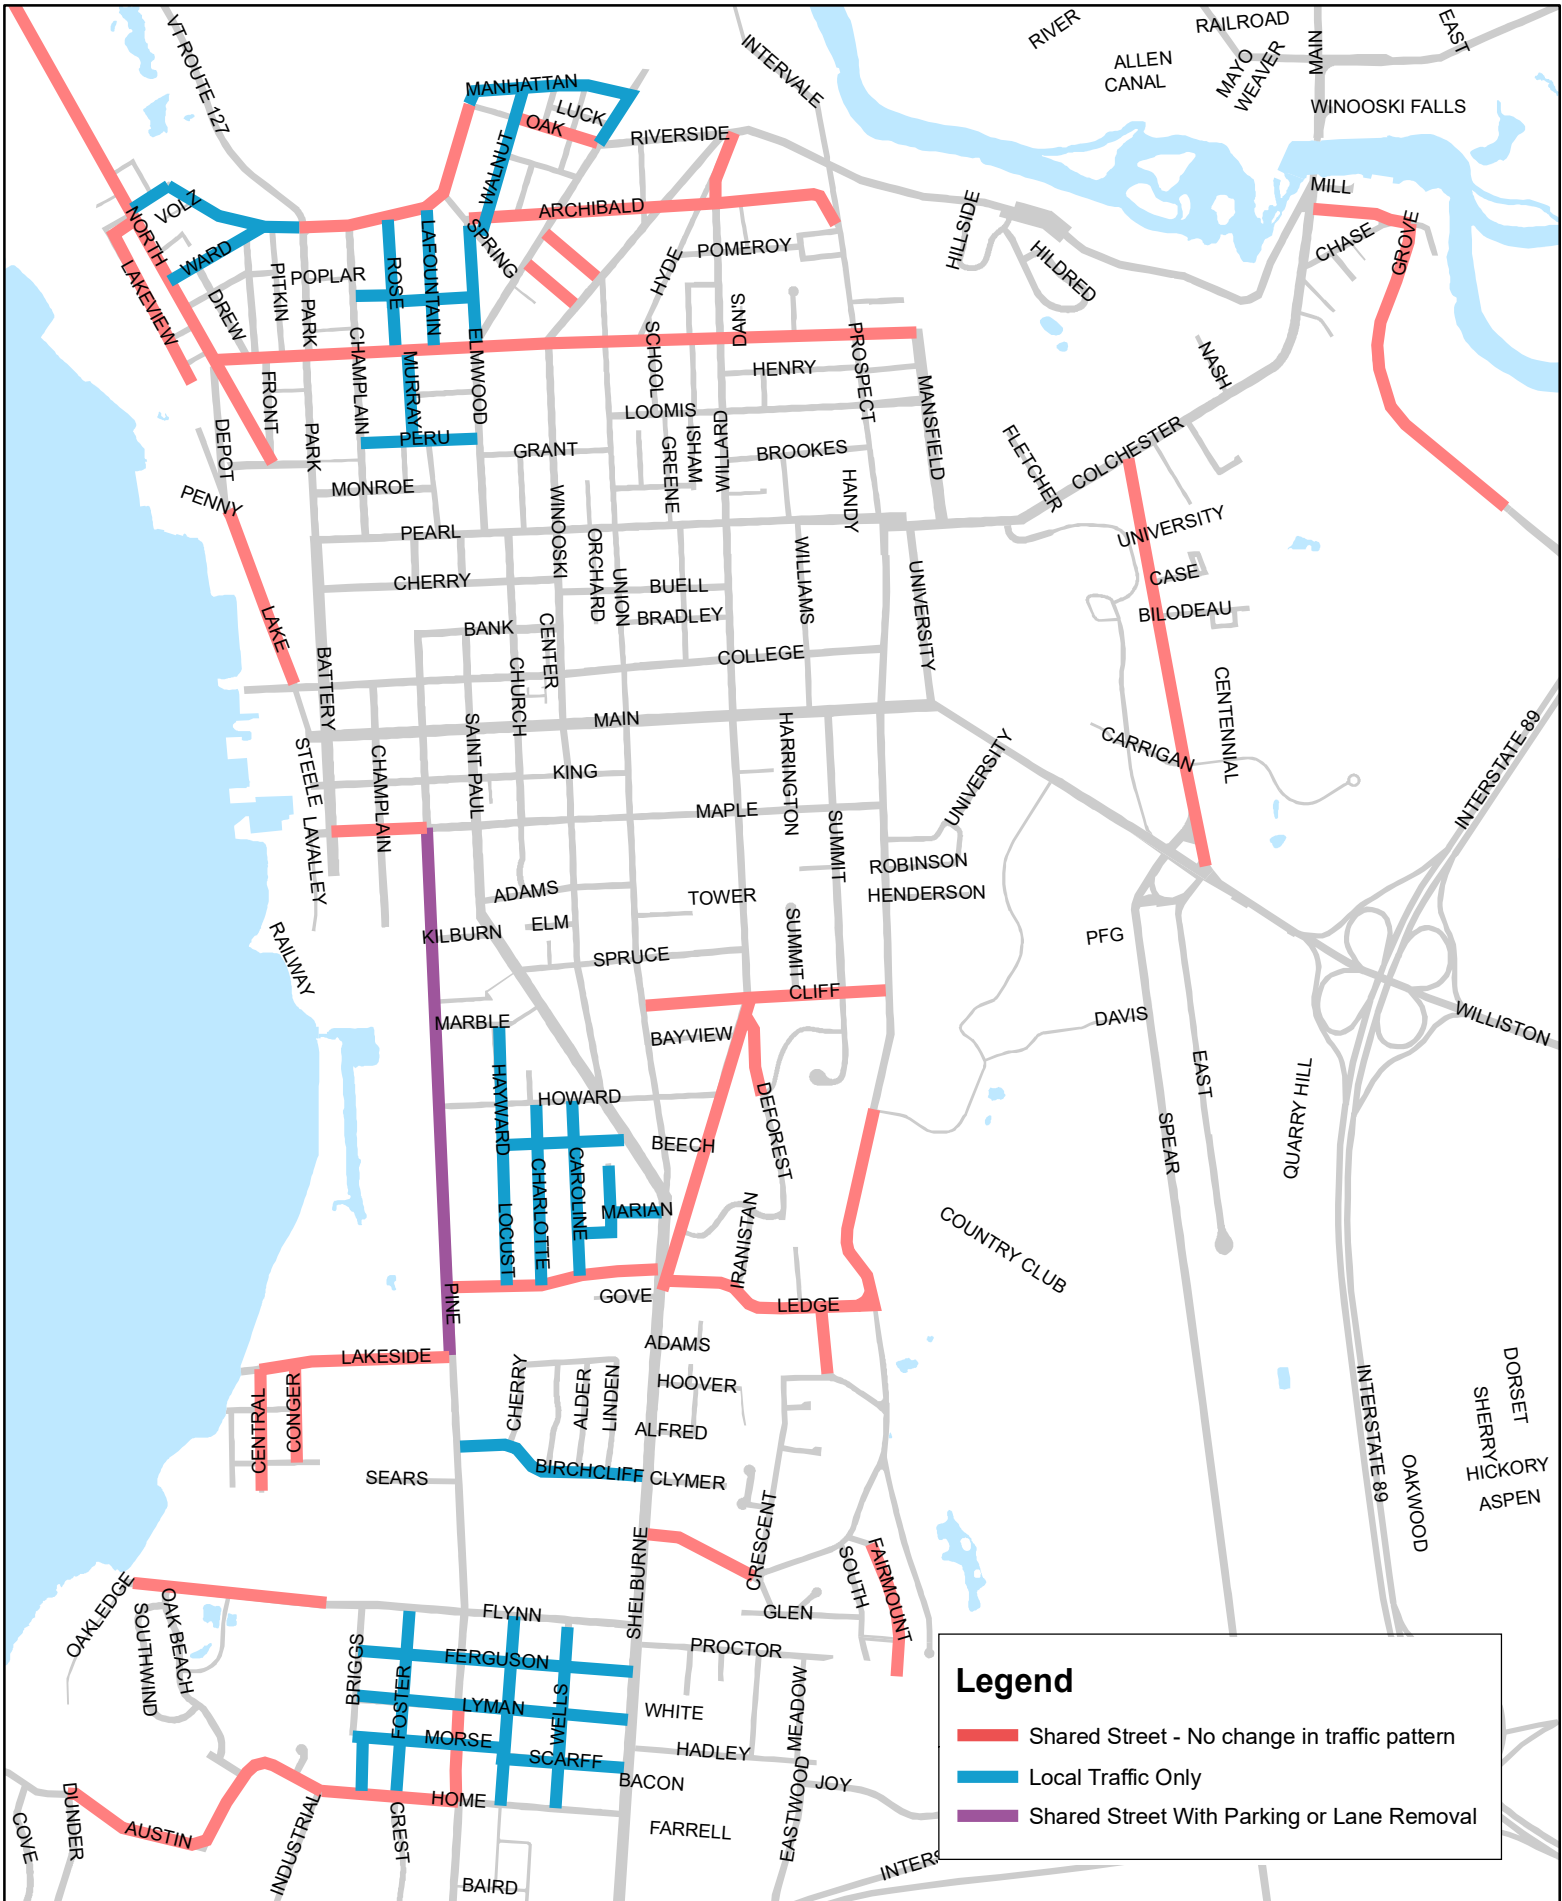 VT ROUTE 127
MANHATTAN
LUCK
OAK
WALNUT
INTERVALE
RIVERSIDE
RIVER
RAILROAD
EAST
ALLEN
CANAL
MAYO
WEAVER
MAIN
WINOOSKI FALLS
VOLZ
NORTH
WARD
LAKEVIEW
ARCHIBALD
SPRING
LAFOUNTAIN
ROSE
POPLAR
PITKIN
PARK
DREW
HYDE
POMEROY
HILLSIDE
HILDRED
MILL
CHASE
GROVE
CHAMPLAIN
MURRAY
ELMWOOD
SCHOOL
DAN'S
PROSPECT
HENRY
MANSFIELD
NASH
FRONT
LOOMIS
DEPOT
PARK
PERU
GRANT
GREENE
ISHAM
WILLARD
BROOKES
HANDY
FLETCHER
COLCHESTER
PENNY
MONROE
WINOOSKI
PEARL
ORCHARD
UNION
WILLIAMS
UNIVERSITY
UNIVERSITY
CHERRY
BUELL
BRADLEY
CASE
BILODEAU
LAKE
BANK
CENTER
CHURCH
COLLEGE
BATTERY
CENTENNIAL
MAIN
SAINT PAUL
HARRINGTON
STEELE
CHAMPLAIN
KING
UNIVERSITY
CARRIGAN
INTERSTATE 89
MAPLE
LAVALLEY
SUMMIT
ROBINSON
HENDERSON
ADAMS
TOWER
ELM
KILBURN
SUMMIT
PFG
RAILWAY
SPRUCE
CLIFF
MARBLE
BAYVIEW
DAVIS
WILLISTON
HAYWARD
HOWARD
DEFOREST
EAST
QUARRY HILL
BEECH
CHARLOTTE
CAROLINE
SPEAR
LOCUST
MARIAN
IRANISTAN
COUNTRY CLUB
PINE
GOVE
LEDGE
LAKESIDE
ADAMS
CHERRY
ALDER
LINDEN
HOOVER
INTERSTATE 89
DORSET
SHERRY
CENTRAL
CONGER
ALFRED
SEARS
BIRCHCLIFF
CLYMER
OAKWOOD
HICKORY
ASPEN
CRESCENT
SHELBURNE
SOUTH
FAIRMOUNT
OAKLEDGE
OAK BEACH
SOUTHWIND
FLYNN
GLEN
BRIGGS
FERGUSON
PROCTOR
FOSTER
LYMAN
WELLS
WHITE
EASTWOOD
MEADOW
MORSE
SCARFF
HADLEY
HOME
BACON
JOY
COVE
DUNDER
AUSTIN
INDUSTRIAL
CREST
FARRELL
INTERS
BAIRD
Legend
Shared Street - No change in traffic pattern
Local Traffic Only
Shared Street With Parking or Lane Removal